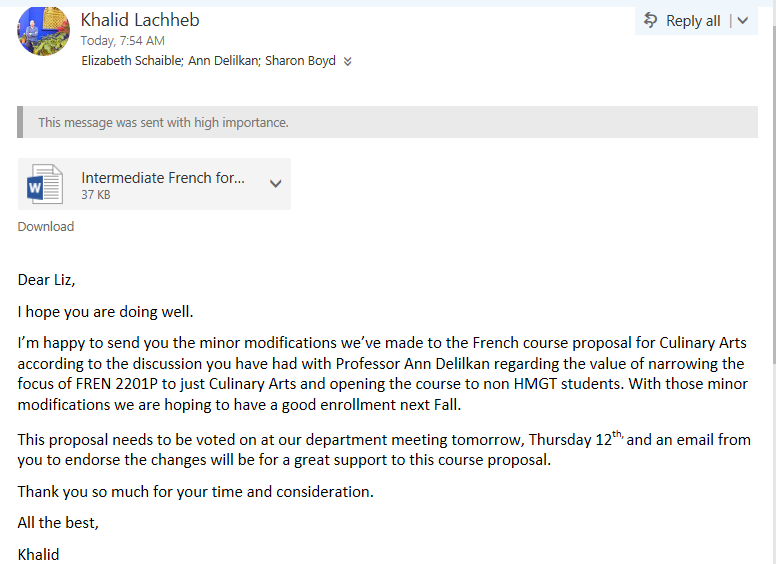 Khalid Lachheb
Reply all
Today, 7:54 AM
Elizabeth Schaible; Ann Delilkan; Sharon Boyd
This message was sent with high importance.
W
Intermediate French for...
37 KB
Download
Dear Liz,
I hope you are doing well.
I'm happy to send you the minor modifications we've made to the French course proposal for Culinary Arts
according to the discussion you have had with Professor Ann Delilkan regarding the value of narrowing the
focus of FREN 2201P to just Culinary Arts and opening the course to non HMGT students. With those minor
modifications we are hoping to have a good enrollment next Fall.
This proposal needs to be voted on at our department meeting tomorrow, Thursday 12th, and an email from
you to endorse the changes will be for a great support to this course proposal.
Thank you so much for your time and consideration.
All the best,
Khalid